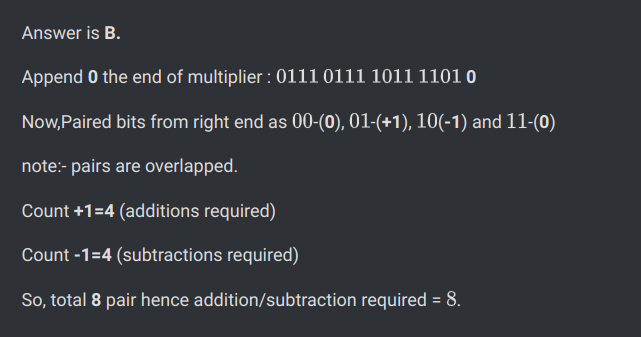 Answer is B.
Append 0 the end of multiplier : 0111 0111 1011 1101 0
Now,Paired bits from right end as 00-(0), 01-(+1), 10(-1) and 11-(0)
note:- pairs are overlapped.
Count +1=4 (additions required)
Count -1=4 (subtractions required)
So, total 8 pair hence addition/subtraction required = 8.